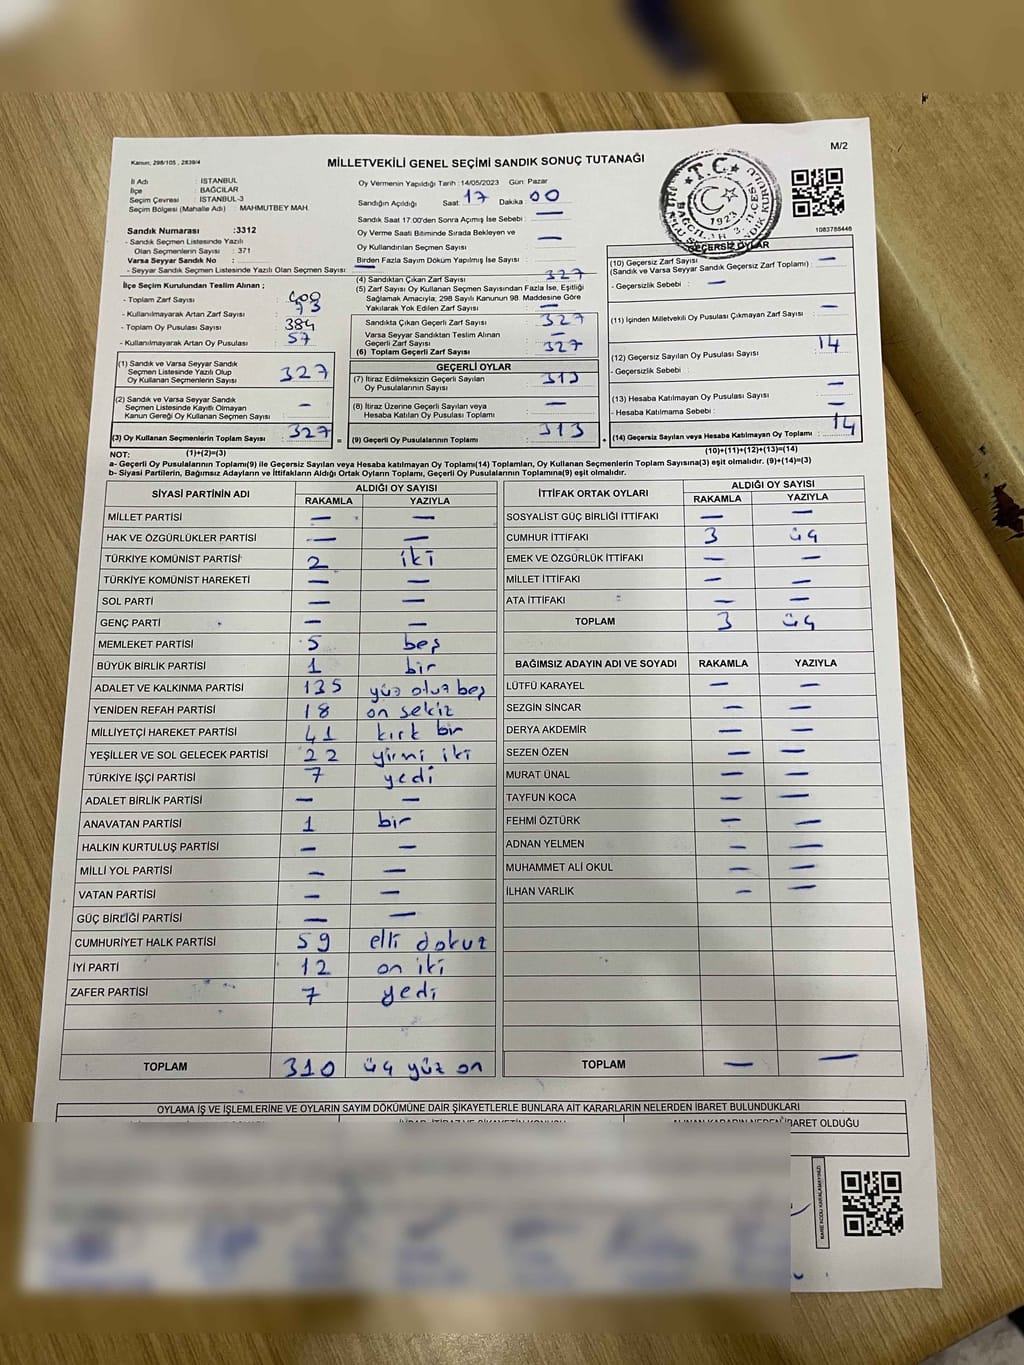 Kanun; 298/105 , 2839/4
MİLLETVEKİLİ GENEL SEÇİMİ SANDIK SONUÇ TUTANAĞI
M/2
İl Adı : İSTANBUL
İlçe : BAĞCILAR
Seçim Çevresi : İSTANBUL-3
Seçim Bölgesi (Mahalle Adı) : MAHMUTBEY MAH.
Oy Vermenin Yapıldığı Tarih :14/05/2023 Gün: Pazar
Sandığın Açıldığı Saat: 17 Dakika 00
Sandık Saat 17.00'den Sonra Açılmış İse Sebebi : —
Oy Verme Saati Bitiminde Sırada Bekleyen ve
Oy Kullandırılan Seçmen Sayısı —
Birden Fazla Sayım Döküm Yapılmış İse Sayısı :
T.C.
BAĞCILAR 3. İLÇE
1923
1083788446
Sandık Numarası :3312
- Sandık Seçmen Listesinde Yazılı
Olan Seçmenlerin Sayısı : 371
Varsa Seyyar Sandık No :
- Seyyar Sandık Seçmen Listesinde Yazılı Olan Seçmen Sayısı: —
İlçe Seçim Kurulundan Teslim Alınan ;
- Toplam Zarf Sayısı : 400
- Kullanılmayarak Artan Zarf Sayısı : 73
- Toplam Oy Pusulası Sayısı : 384
- Kullanılmayarak Artan Oy Pusulası : 57
(1) Sandık ve Varsa Seyyar Sandık
Seçmen Listesinde Yazılı Olup
Oy Kullanan Seçmenlerin Sayısı : 327
(2) Sandık ve Varsa Seyyar Sandık
Seçmen Listesinde Kayıtlı Olmayan
Kanun Gereği Oy Kullanan Seçmen Sayısı : —
(3) Oy Kullanan Seçmenlerin Toplam Sayısı : 327
(4) Sandıktan Çıkan Zarf Sayısı : 327
(5) Zarf Sayısı Oy Kullanan Seçmen Sayısından Fazla İse, Eşitliği
Sağlamak Amacıyla; 298 Sayılı Kanunun 98. Maddesine Göre
Yakılarak Yok Edilen Zarf Sayısı : —
Sandıkta Çıkan Geçerli Zarf Sayısı : 327
Varsa Seyyar Sandıktan Teslim Alınan
Geçerli Zarf Sayısı : —
(6) Toplam Geçerli Zarf Sayısı : 327
GEÇERLİ OYLAR
(7) İtiraz Edilmeksizin Geçerli Sayılan
Oy Pusulalarının Sayısı : 313
(8) İtiraz Üzerine Geçerli Sayılan veya
Hesaba Katılan Oy Pusulası Toplamı : —
(9) Geçerli Oy Pusulalarının Toplamı : 313
GEÇERSİZ OYLAR
(10) Geçersiz Zarf Sayısı : —
(Sandık ve Varsa Seyyar Sandık Geçersiz Zarf Toplamı)
- Geçersizlik Sebebi : —
(11) İçinden Milletvekili Oy Pusulası Çıkmayan Zarf Sayısı : —
(12) Geçersiz Sayılan Oy Pusulası Sayısı : 14
- Geçersizlik Sebebi :
(13) Hesaba Katılmayan Oy Pusulası Sayısı : —
- Hesaba Katılmama Sebebi : —
(14) Geçersiz Sayılan veya Hesaba Katılmayan Oy Toplamı : 14
NOT: (1)+(2)=(3)
(10)+(11)+(12)+(13)=(14)
a- Geçerli Oy Pusulalarının Toplamı(9) ile Geçersiz Sayılan veya Hesaba katılmayan Oy Toplamı(14) Toplamları, Oy Kullanan Seçmenlerin Toplam Sayısına(3) eşit olmalıdır. (9)+(14)=(3)
b- Siyasi Partilerin, Bağımsız Adayların ve İttifakların Aldığı Ortak Oyların Toplamı, Geçerli Oy Pusulalarının Toplamına(9) eşit olmalıdır.
SİYASİ PARTİNİN ADI ALDIĞI OY SAYISI
RAKAMLA YAZIYLA
MİLLET PARTİSİ — —
HAK VE ÖZGÜRLÜKLER PARTİSİ — —
TÜRKİYE KOMÜNİST PARTİSİ 2 iki
TÜRKİYE KOMÜNİST HAREKETİ — —
SOL PARTİ — —
GENÇ PARTİ — —
MEMLEKET PARTİSİ 5 beş
BÜYÜK BİRLİK PARTİSİ 1 bir
ADALET VE KALKINMA PARTİSİ 135 yüz otuz beş
YENİDEN REFAH PARTİSİ 18 on sekiz
MİLLİYETÇİ HAREKET PARTİSİ 41 kırk bir
YEŞİLLER VE SOL GELECEK PARTİSİ 22 yirmi iki
TÜRKİYE İŞÇİ PARTİSİ 7 yedi
ADALET BİRLİK PARTİSİ — —
ANAVATAN PARTİSİ 1 bir
HALKIN KURTULUŞ PARTİSİ — —
MİLLİ YOL PARTİSİ — —
VATAN PARTİSİ — —
GÜÇ BİRLİĞİ PARTİSİ — —
CUMHURİYET HALK PARTİSİ 59 elli dokuz
İYİ PARTİ 12 on iki
ZAFER PARTİSİ 7 yedi
TOPLAM 310 üç yüz on
İTTİFAK ORTAK OYLARI ALDIĞI OY SAYISI
RAKAMLA YAZIYLA
SOSYALİST GÜÇ BİRLİĞİ İTTİFAKI — —
CUMHUR İTTİFAKI 3 üç
EMEK VE ÖZGÜRLÜK İTTİFAKI — —
MİLLET İTTİFAKI — —
ATA İTTİFAKI — —
TOPLAM 3 üç
BAĞIMSIZ ADAYIN ADI VE SOYADI RAKAMLA YAZIYLA
LÜTFÜ KARAYEL — —
SEZGİN SİNCAR — —
DERYA AKDEMİR — —
SEZEN ÖZEN — —
MURAT ÜNAL — —
TAYFUN KOCA — —
FEHMİ ÖZTÜRK — —
ADNAN YELMEN — —
MUHAMMET ALİ OKUL — —
İLHAN VARLIK — —
TOPLAM — —
OYLAMA İŞ VE İŞLEMLERİNE VE OYLARIN SAYIM DÖKÜMÜNE DAİR ŞİKAYETLERLE BUNLARA AİT KARARLARIN NELERDEN İBARET BULUNDUKLARI
ALINAN KARARIN NEDEN İBARET OLDUĞU
KARE KODU KARALAMAYINIZ!